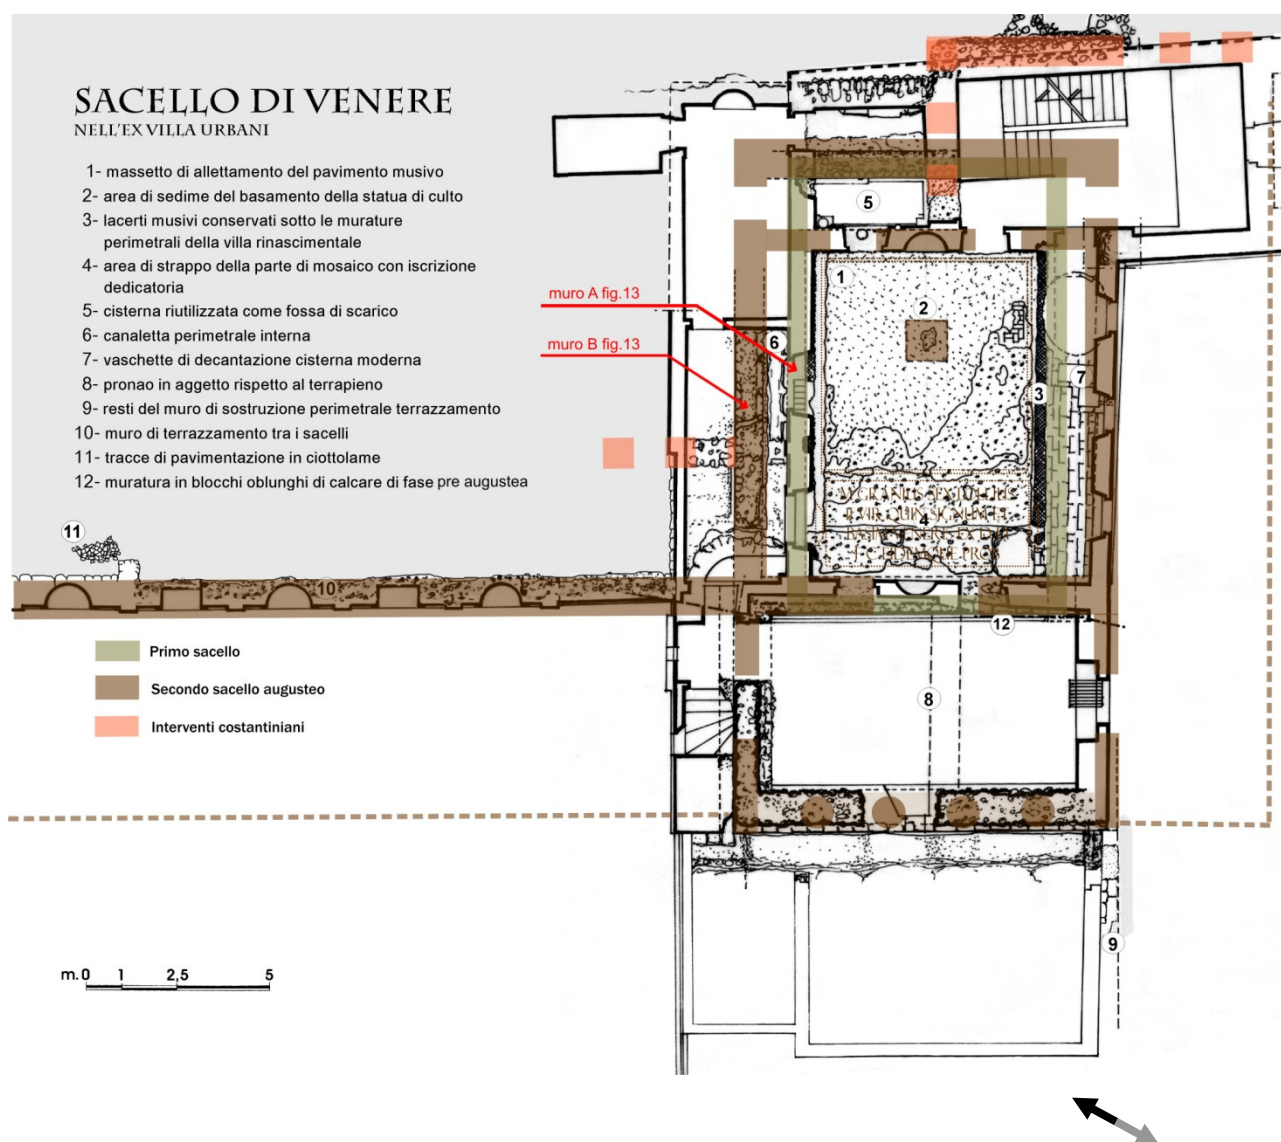 SACELLO DI VENERE
NELL'EX VILLA URBANI
1- massetto di allettamento del pavimento musivo
2- area di sedime del basamento della statua di culto
3- lacerti musivi conservati sotto le murature
perimetrali della villa rinascimentale
4- area di strappo della parte di mosaico con iscrizione
dedicatoria
5- cisterna riutilizzata come fossa di scarico
6- canaletta perimetrale interna
7- vaschette di decantazione cisterna moderna
8- pronao in aggetto rispetto al terrapieno
9- resti del muro di sostruzione perimetrale terrazzamento
10- muro di terrazzamento tra i sacelli
11- tracce di pavimentazione in ciottolame
12- muratura in blocchi oblunghi di calcare di fase pre augustea
muro A fig.13
muro B fig.13
5
1
2
6
7
3
4
11
10
12
8
9
Primo sacello
Secondo sacello augusteo
Interventi costantiniani
m. 0 1 2,5 5